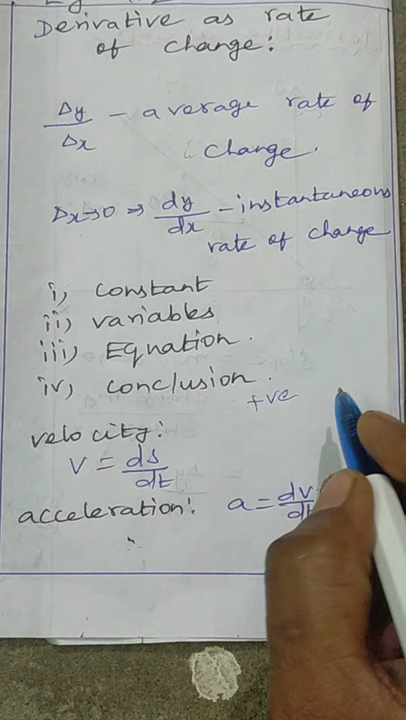 Derivative as rate
of change:
Δy/Δx - average rate of
change.
Δx→0 ⇒ dy/dx - instantaneous
rate of change
i) constant
ii) variables
iii) Equation.
iv) conclusion.
+ve
velocity:
V = ds/dt
acceleration: a = dv/dt